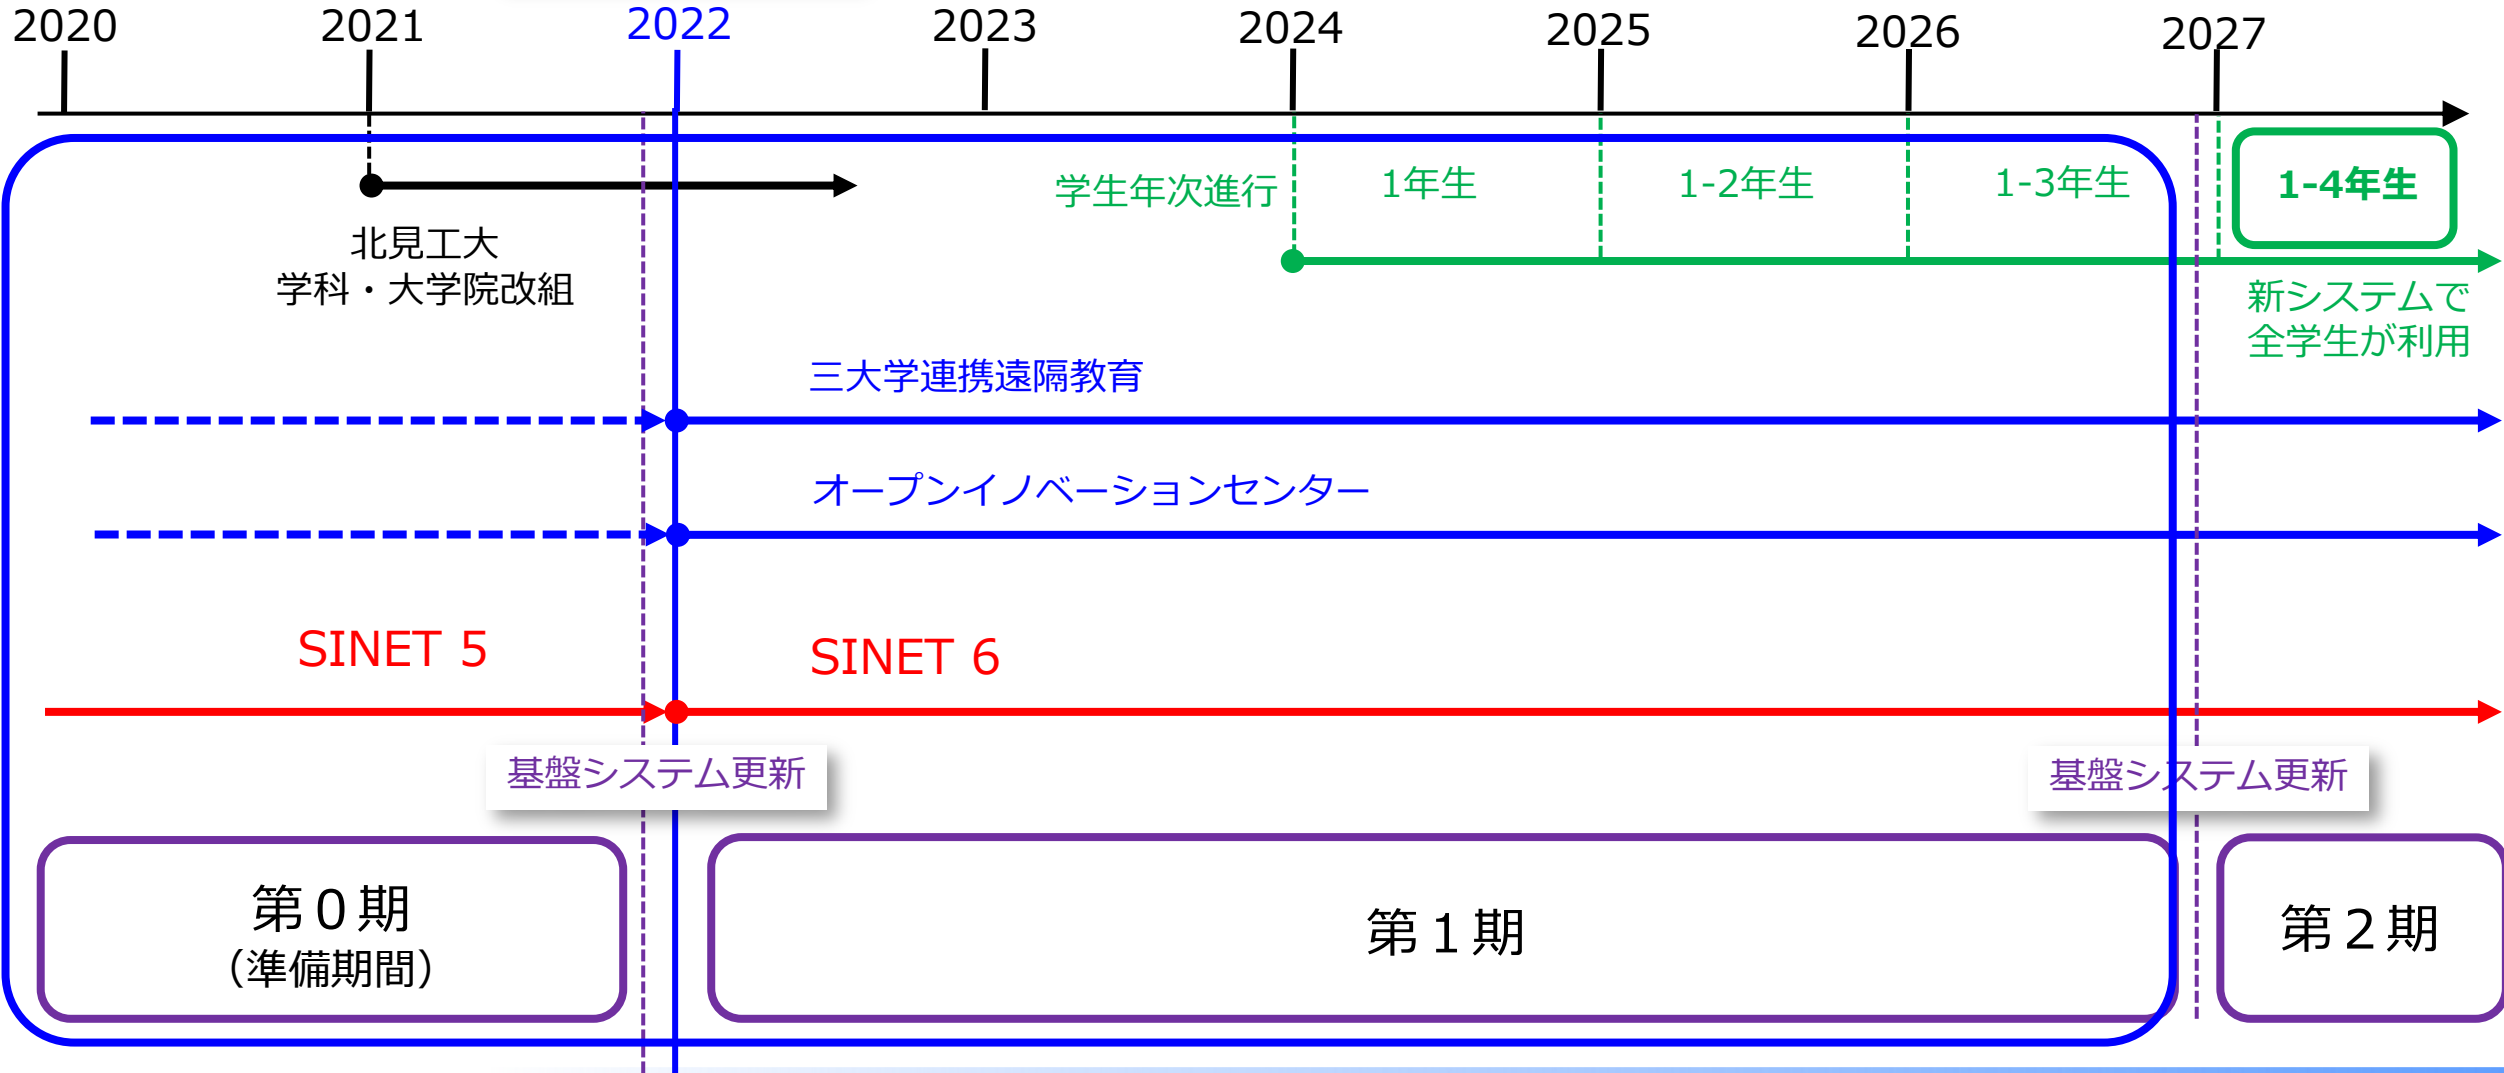 2020
2021
2022
2023
2024
2025
2026
2027
学生年次進行
1年生
1-2年生
1-3年生
1-4年生
北見工大
学科・大学院改組
新システムで
全学生が利用
三大学連携遠隔教育
オープンイノベーションセンター
SINET 5
SINET 6
基盤システム更新
基盤システム更新
第０期
（準備期間）
第１期
第２期